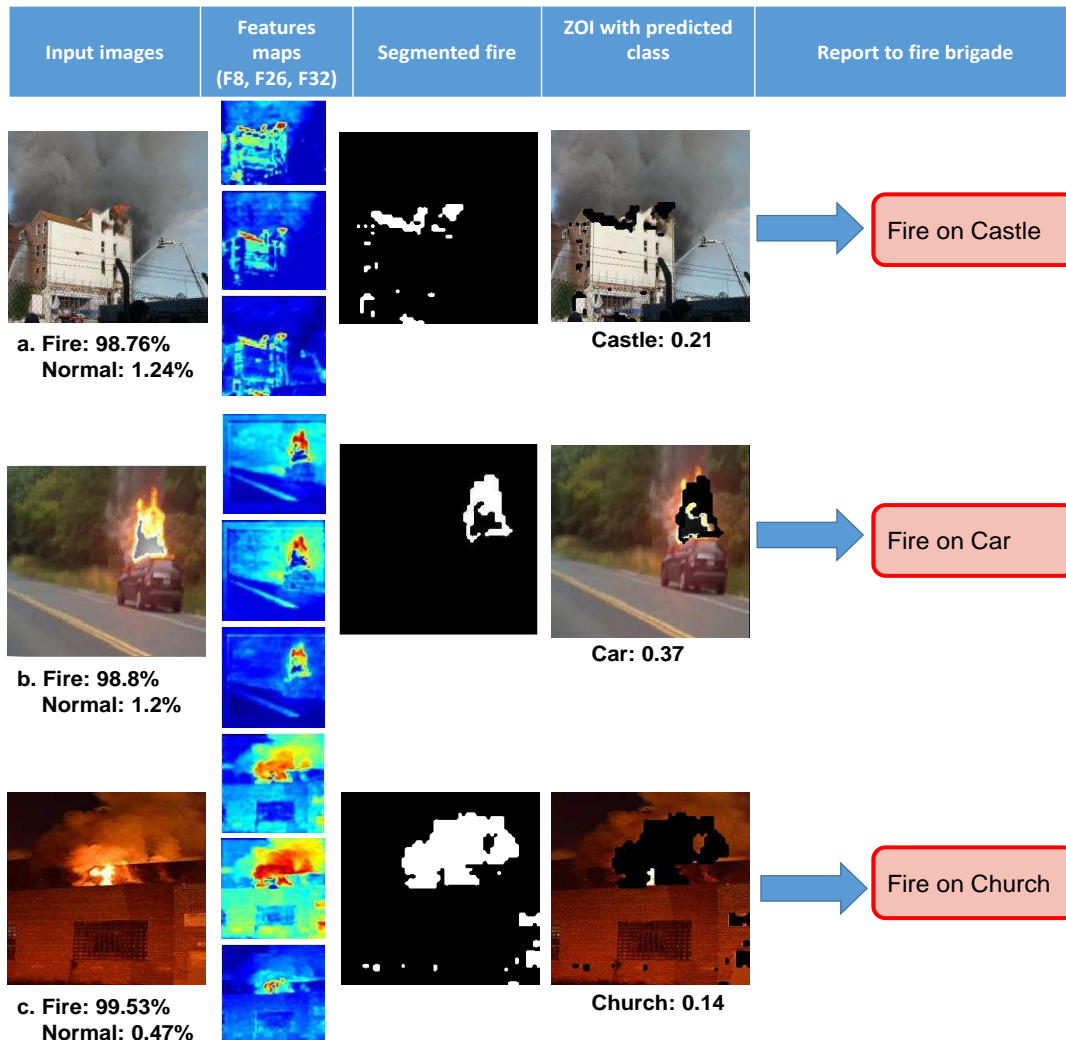 Input images
Features
maps
(F8, F26, F32)
Segmented fire
ZOI with predicted
class
Report to fire brigade
a. Fire: 98.76%
Normal: 1.24%
Castle: 0.21
Fire on Castle
b. Fire: 98.8%
Normal: 1.2%
Car: 0.37
Fire on Car
c. Fire: 99.53%
Normal: 0.47%
Church: 0.14
Fire on Church